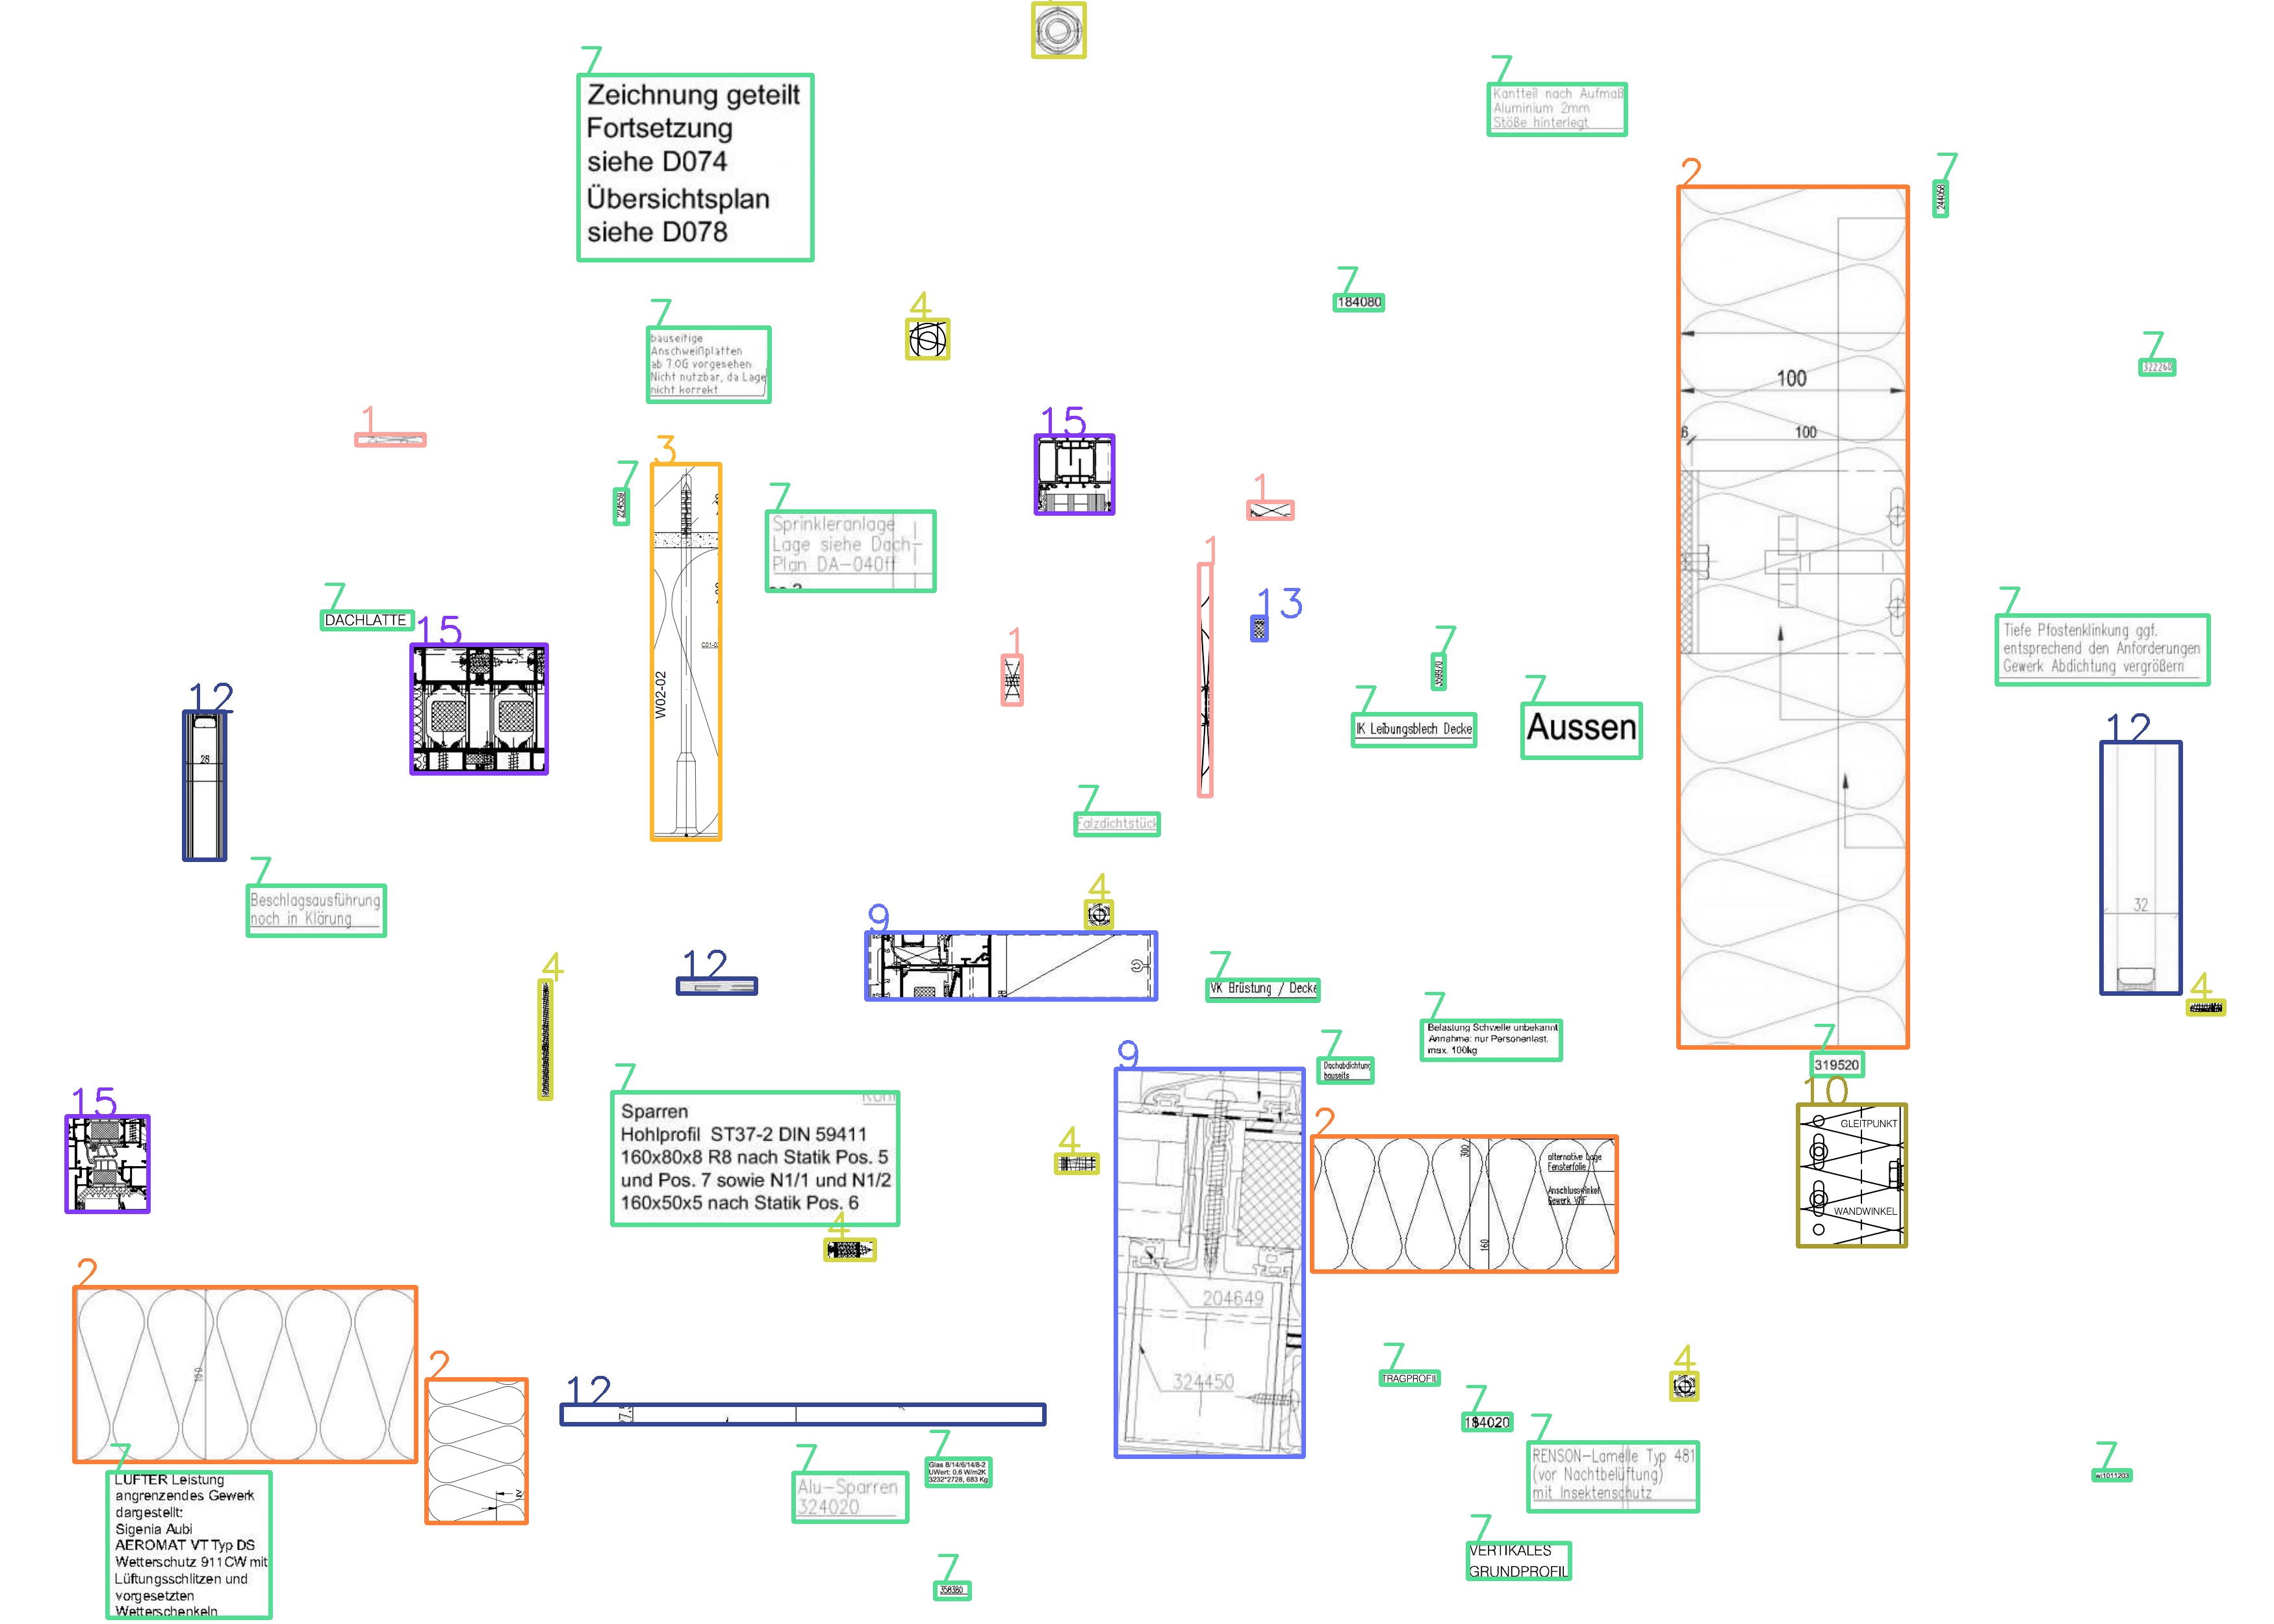 7
Zeichnung geteilt
Fortsetzung
siehe D074
Übersichtsplan
siehe D078
7
Kantteil nach Aufmaß
Aluminium 2mm
Stöße hinterlegt
2
100
6
100
7
244056
7
184080
7
322260
7
bauseitige
Anschweißplatten
ab 7.OG vorgesehen
Nicht nutzbar, da Lage
nicht korrekt
4
1
15
3
W02-02
7
7
Sprinkleranlage
Lage siehe Dach-
Plan DA-040ff
1
1
1
13
7
DACHLATTE
15
12
28
7
7
IK Leibungsblech Decke
7
Aussen
7
Tiefe Pfostenklinkung ggf.
entsprechend den Anforderungen
Gewerk Abdichtung vergrößern
12
32
7
Falzdichtstück
7
Beschlagsausführung
noch in Klärung
4
9
4
12
7
VK Brüstung / Decke
7
Belastung Schwelle unbekannt
Annahme: nur Personenlast.
max. 100kg
4
7
Dachabdichtung
bauseits
7
319520
10
GLEITPUNKT
WANDWINKEL
9
204649
324450
2
300
160
alternative Lage
Fensterfolie
Anschlusswinkel
Gewerk VHF
15
7
Sparren
Hohlprofil ST37-2 DIN 59411
160x80x8 R8 nach Statik Pos. 5
und Pos. 7 sowie N1/1 und N1/2
160x50x5 nach Statik Pos. 6
4
4
2
2
12
7
TRAGPROFIL
4
7
184020
7
RENSON-Lamelle Typ 481
(vor Nachtbelüftung)
mit Insektenschutz
7
LÜFTER Leistung
angrenzendes Gewerk
dargestellt:
Sigenia Aubi
AEROMAT VT Typ DS
Wetterschutz 911CW mit
Lüftungsschlitzen und
vorgesetzten
Wetterschenkeln
7
Alu-Sparren
324020
7
Glas 8/14/6/14/8-2
UWert: 0.6 W/m2K
3232*2728, 683 Kg
7
wi1011203
7
VERTIKALES
GRUNDPROFIL
7
358380